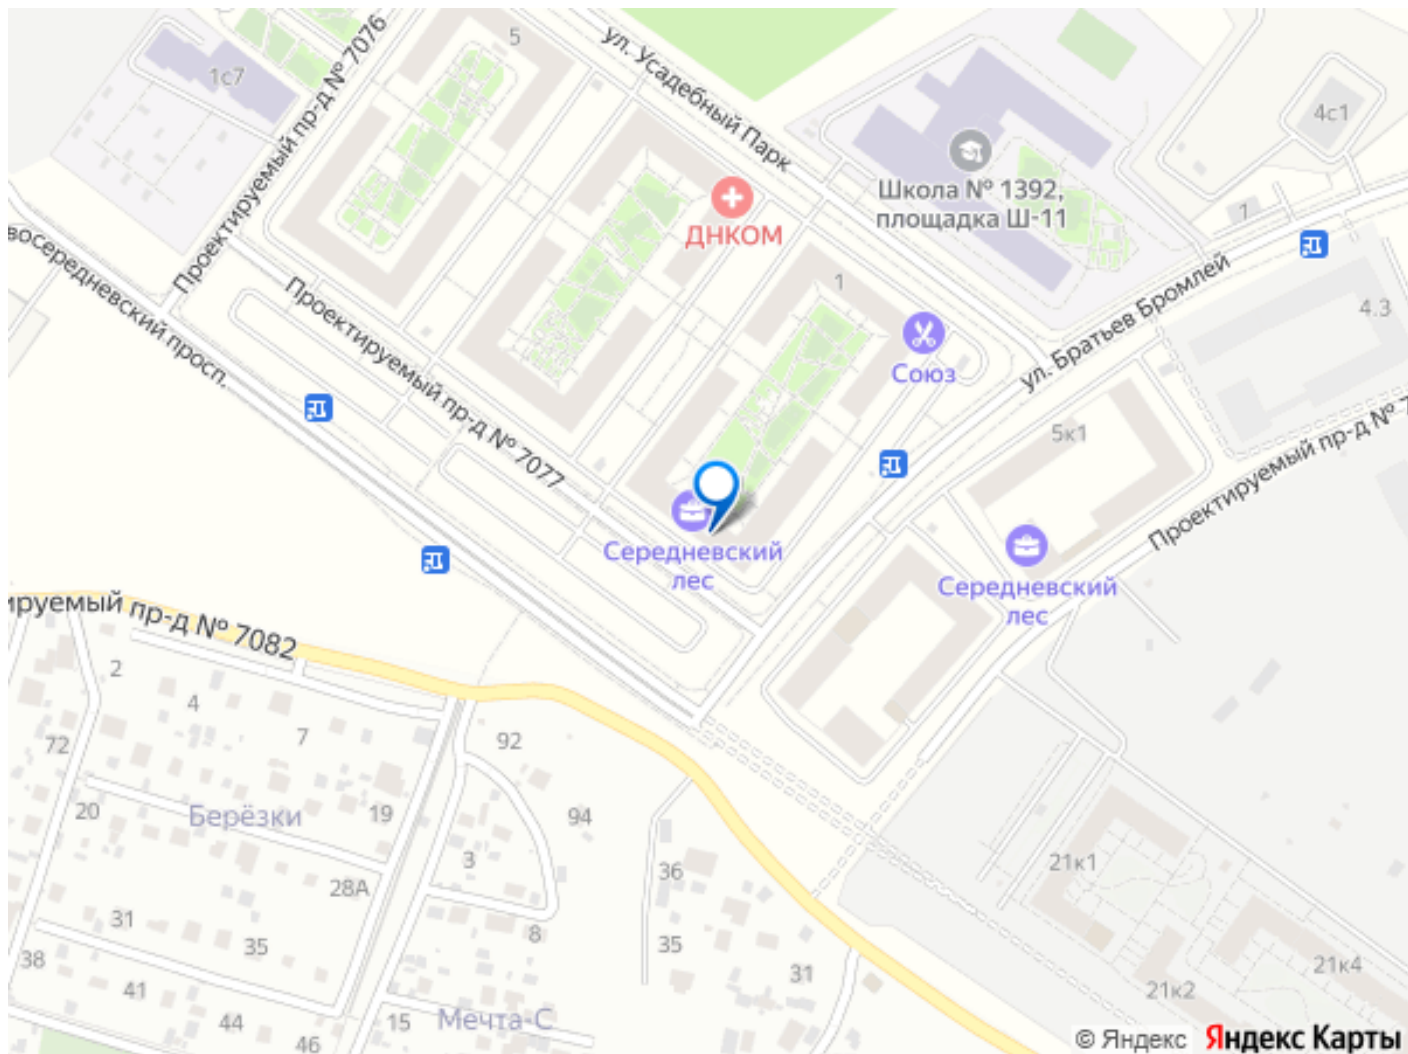 5
ул. Усадебный Парк
Проектируемый пр-д № 7076
1с7
4с1
Школа № 1392,
площадка Ш-11
ДНКОМ
1
7
восередневский просп.
Проектируемый пр-д № 7077
1
ул. Братьев Бромлей
4.3
Союз
5к1
Проектируемый пр-д № 7
Середневский
лес
Середневский
лес
ируемый пр-д № 7082
2
4
7
72
92
20
Берёзки
19
94
3
36
21к1
28А
31
35
8
35
38
31
21к4
41
21к2
44
15
Мечта-С
46
© Яндекс Яндекс Карты